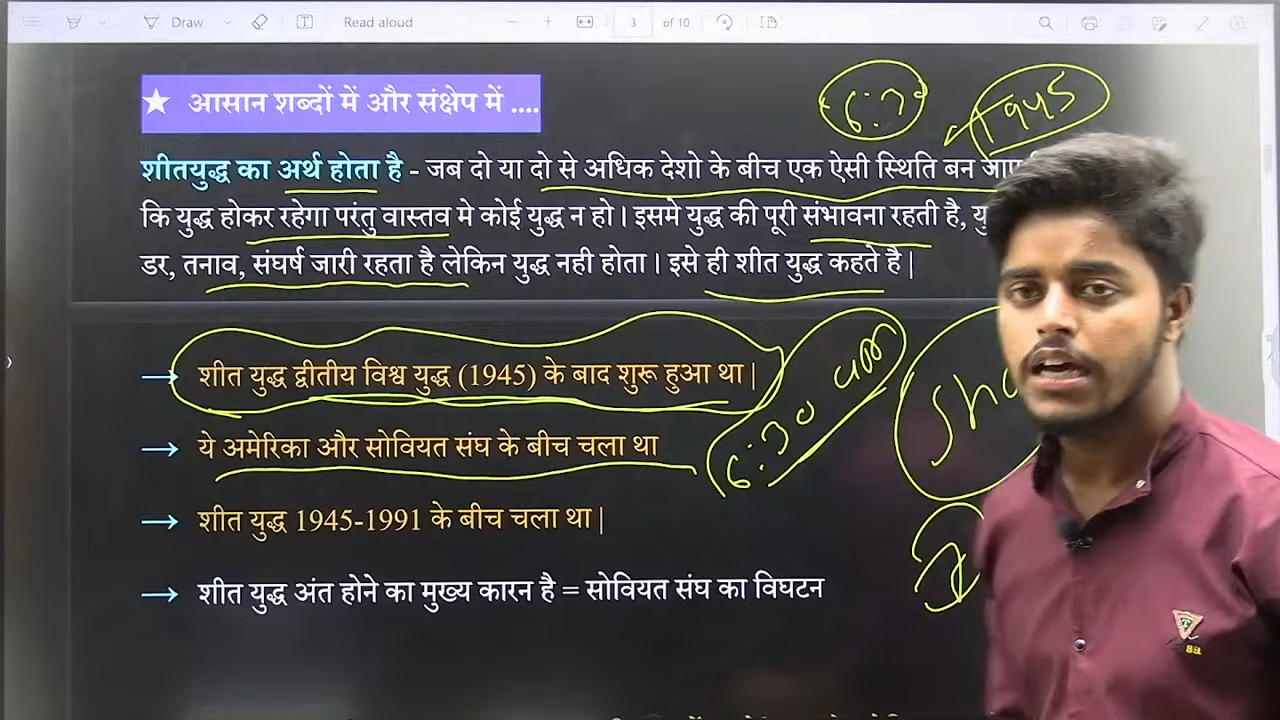 Draw
Read aloud
3 of 10
★ आसान शब्दों में और संक्षेप में ....
6:30
1945
शीतयुद्ध का अर्थ होता है - जब दो या दो से अधिक देशो के बीच एक ऐसी स्थिति बन जाए
कि युद्ध होकर रहेगा परंतु वास्तव मे कोई युद्ध न हो। इसमे युद्ध की पूरी संभावना रहती है,
डर, तनाव, संघर्ष जारी रहता है लेकिन युद्ध नही होता। इसे ही शीत युद्ध कहते है|
→ शीत युद्ध द्वितीय विश्व युद्ध (1945) के बाद शुरू हुआ था|
→ ये अमेरिका और सोवियत संघ के बीच चला था
6:30
→ शीत युद्ध 1945-1991 के बीच चला था|
→ शीत युद्ध अंत होने का मुख्य कारन है = सोवियत संघ का विघटन